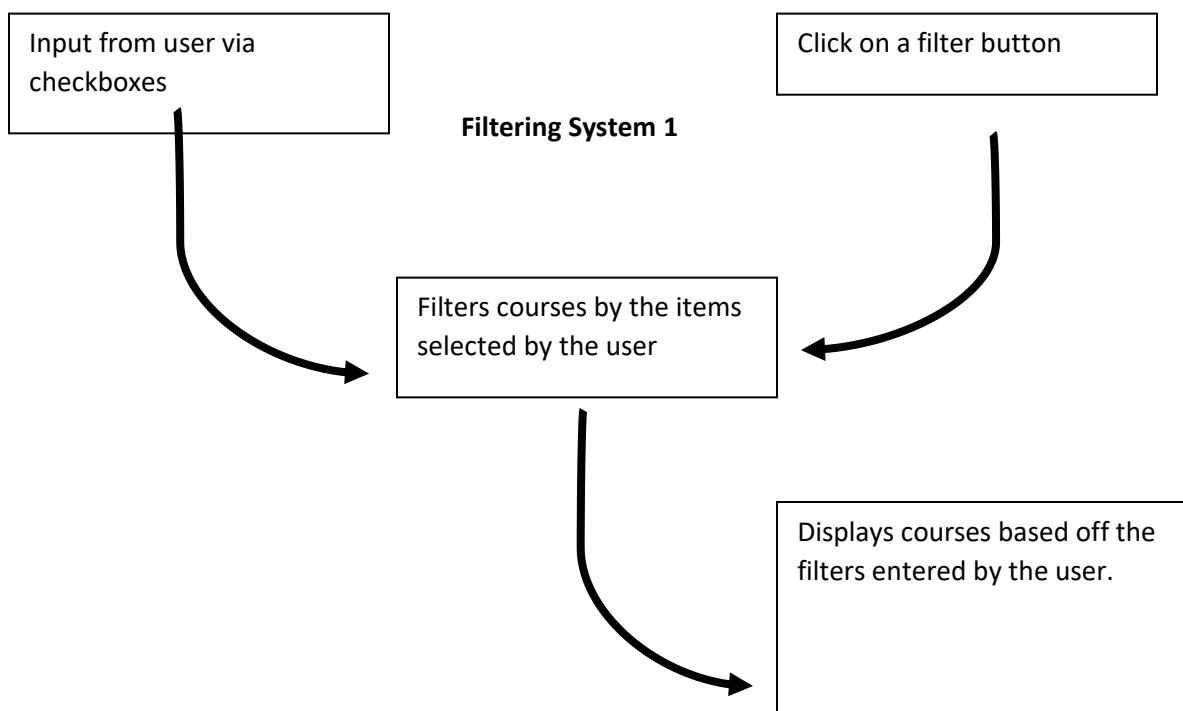 Input from user via
checkboxes
Click on a filter button
Filtering System 1
Filters courses by the items
selected by the user
Displays courses based off the
filters entered by the user.